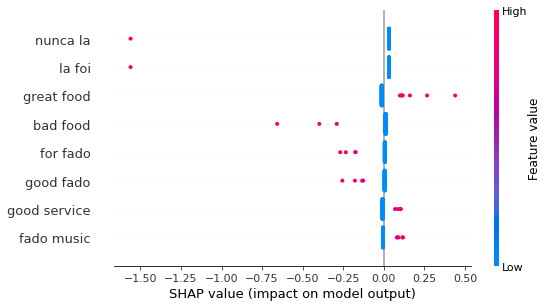 High
nunca la
la foi
great food
bad food
for fado
good fado
good service
fado music
Feature value
Low
−1.50 −1.25 −1.00 −0.75 −0.50 −0.25 0.00 0.25 0.50
SHAP value (impact on model output)